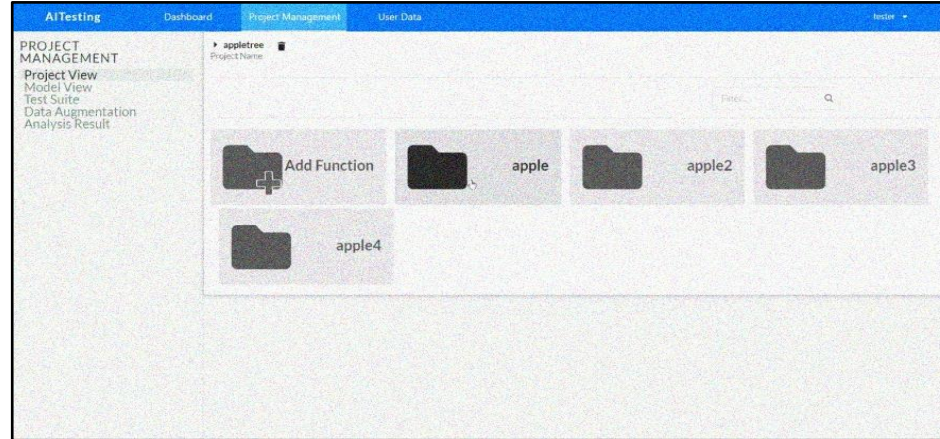 AITesting Dashboard Project Management User Data tester
PROJECT
MANAGEMENT
Project View
Model View
Test Suite
Data Augmentation
Analysis Result
appletree
Project Name
Filter...
Add Function
apple
apple2
apple3
apple4